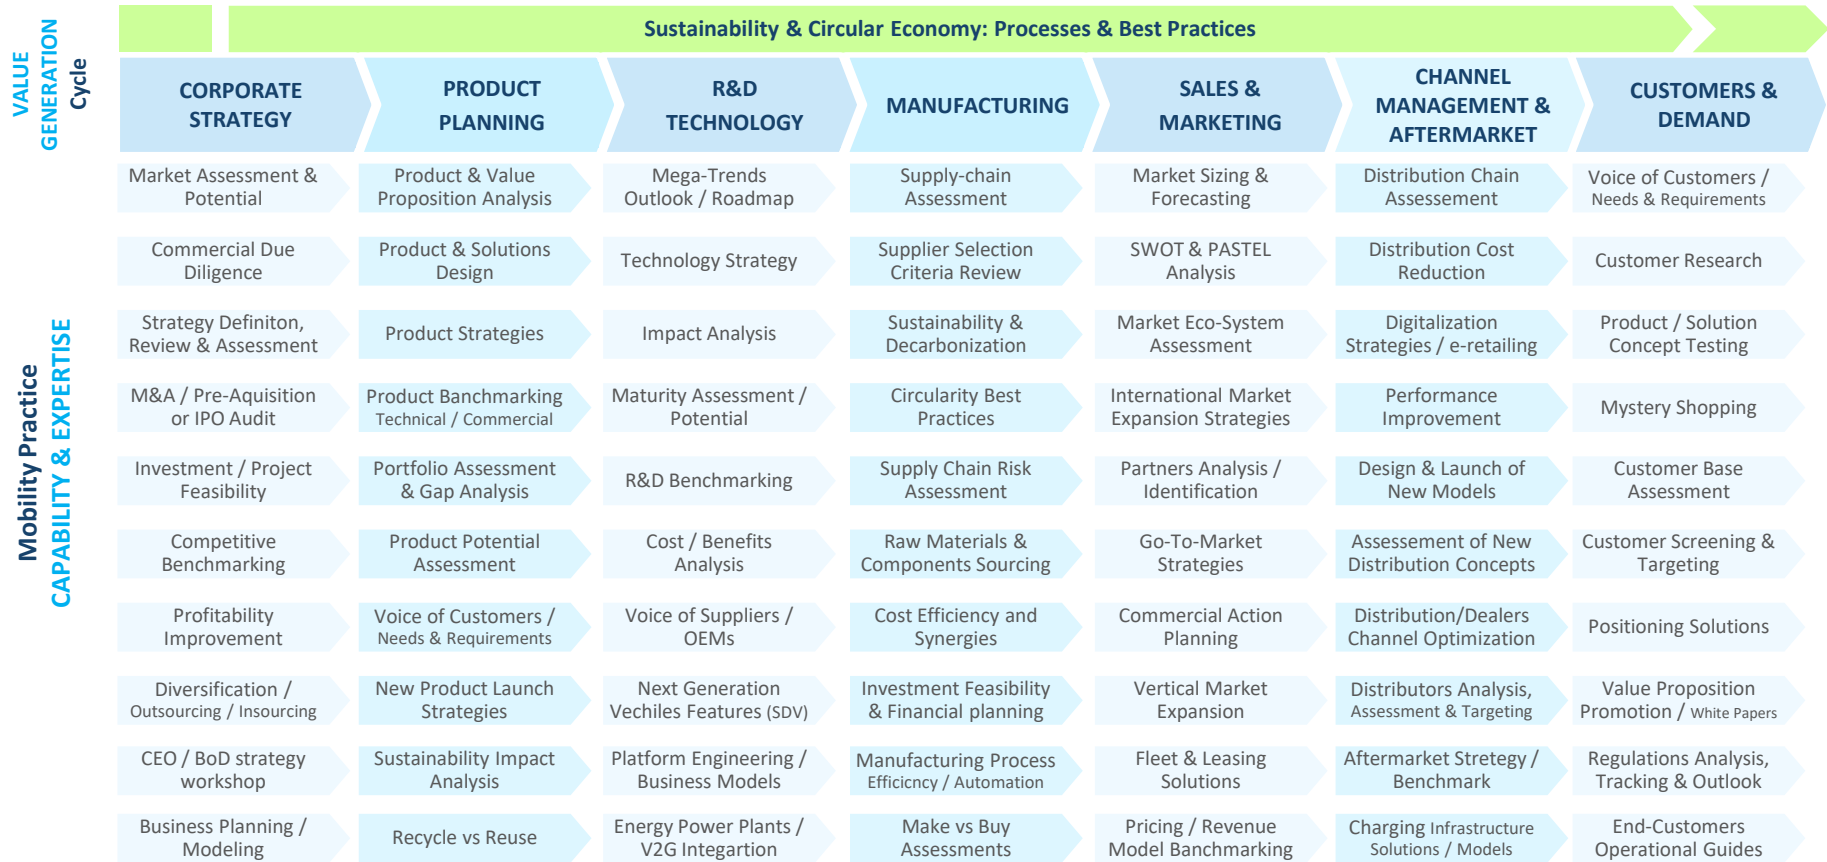 Sustainability & Circular Economy: Processes & Best Practices
VALUE
GENERATION
Cycle
CORPORATE
STRATEGY
PRODUCT
PLANNING
R&D
TECHNOLOGY
MANUFACTURING
SALES &
MARKETING
CHANNEL
MANAGEMENT &
AFTERMARKET
CUSTOMERS &
DEMAND
Mobility Practice
CAPABILITY & EXPERTISE
Market Assessment &
Potential
Product & Value
Proposition Analysis
Mega-Trends
Outlook / Roadmap
Supply-chain
Assessment
Market Sizing &
Forecasting
Distribution Chain
Assessement
Voice of Customers /
Needs & Requirements
Commercial Due
Diligence
Product & Solutions
Design
Technology Strategy
Supplier Selection
Criteria Review
SWOT & PASTEL
Analysis
Distribution Cost
Reduction
Customer Research
Strategy Definiton,
Review & Assessment
Product Strategies
Impact Analysis
Sustainability &
Decarbonization
Market Eco-System
Assessment
Digitalization
Strategies / e-retailing
Product / Solution
Concept Testing
M&A / Pre-Aquisition
or IPO Audit
Product Banchmarking
Technical / Commercial
Maturity Assessment /
Potential
Circularity Best
Practices
International Market
Expansion Strategies
Performance
Improvement
Mystery Shopping
Investment / Project
Feasibility
Portfolio Assessment
& Gap Analysis
R&D Benchmarking
Supply Chain Risk
Assessment
Partners Analysis /
Identification
Design & Launch of
New Models
Customer Base
Assessment
Competitive
Benchmarking
Product Potential
Assessment
Cost / Benefits
Analysis
Raw Materials &
Components Sourcing
Go-To-Market
Strategies
Assessement of New
Distribution Concepts
Customer Screening &
Targeting
Profitability
Improvement
Voice of Customers /
Needs & Requirements
Voice of Suppliers /
OEMs
Cost Efficiency and
Synergies
Commercial Action
Planning
Distribution/Dealers
Channel Optimization
Positioning Solutions
Diversification /
Outsourcing / Insourcing
New Product Launch
Strategies
Next Generation
Vechiles Features (SDV)
Investment Feasibility
& Financial planning
Vertical Market
Expansion
Distributors Analysis,
Assessment & Targeting
Value Proposition
Promotion / White Papers
CEO / BoD strategy
workshop
Sustainability Impact
Analysis
Platform Engineering /
Business Models
Manufacturing Process
Efficicncy / Automation
Fleet & Leasing
Solutions
Aftermarket Stretegy /
Benchmark
Regulations Analysis,
Tracking & Outlook
Business Planning /
Modeling
Recycle vs Reuse
Energy Power Plants /
V2G Integartion
Make vs Buy
Assessments
Pricing / Revenue
Model Banchmarking
Charging Infrastructure
Solutions / Models
End-Customers
Operational Guides